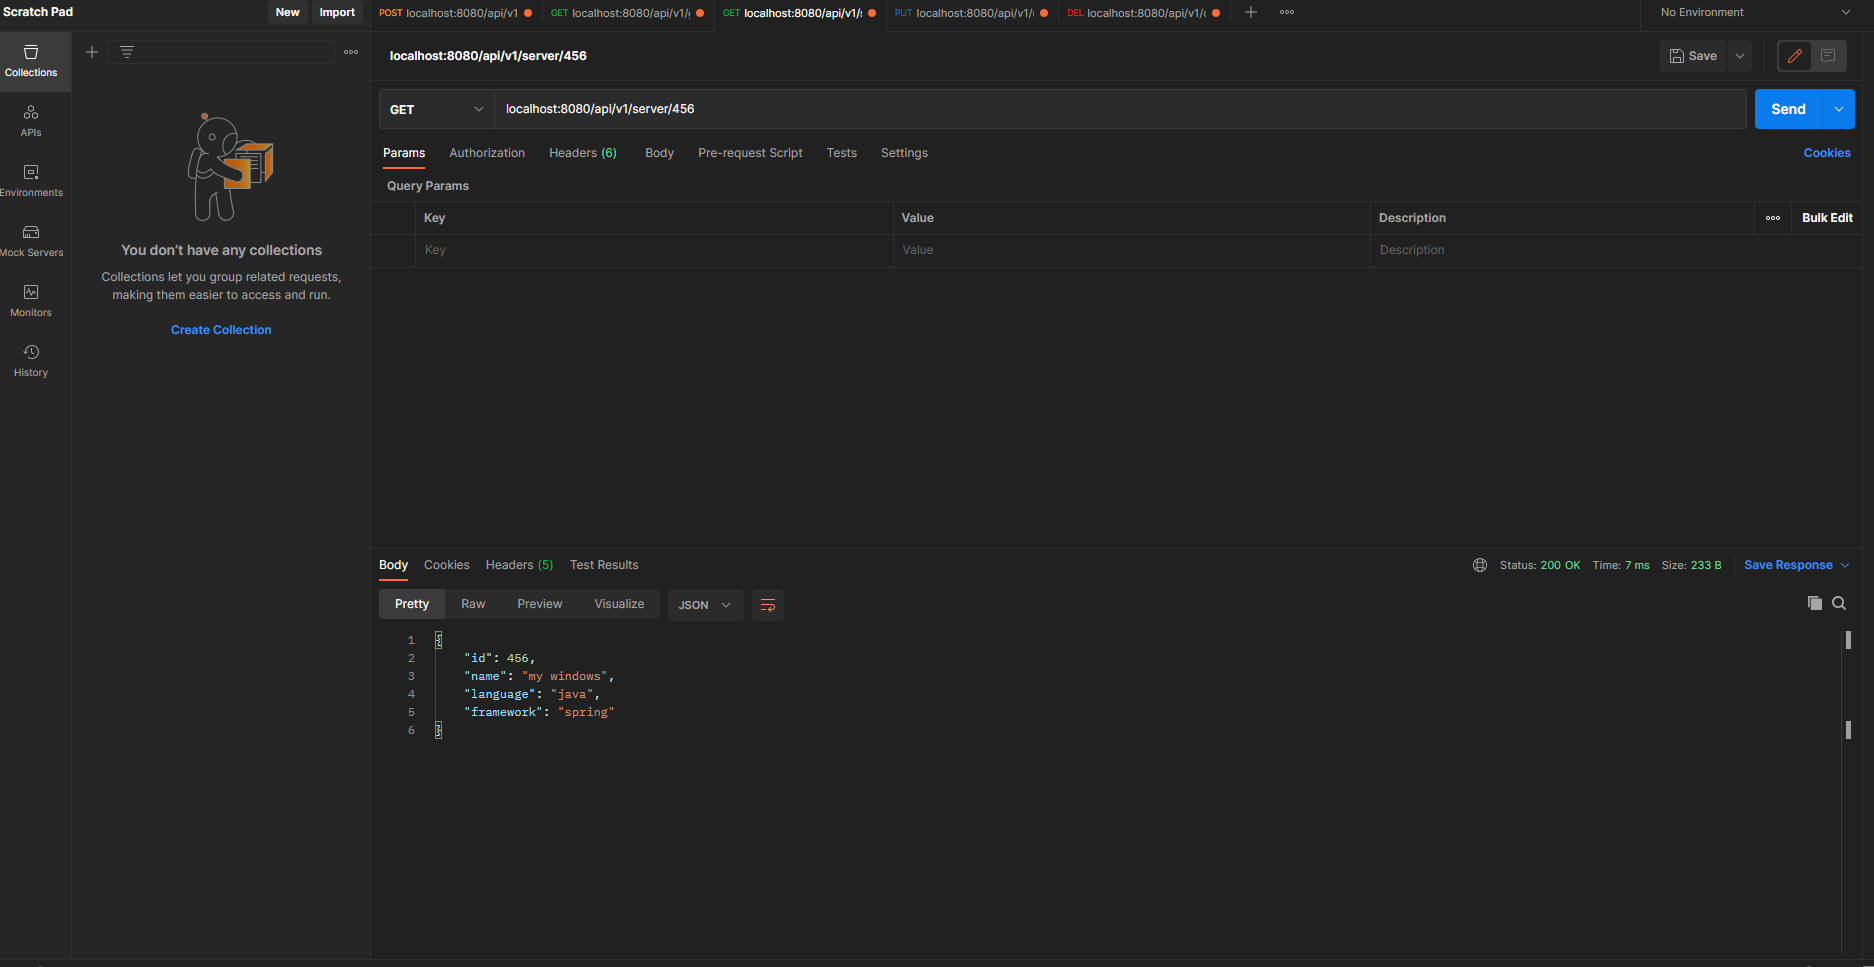 Scratch Pad
New
Import
POST localhost:8080/api/v1
GET localhost:8080/api/v1/
GET localhost:8080/api/v1/s
PUT localhost:8080/api/v1/
DEL localhost:8080/api/v1/
No Environment
Collections
APIs
Environments
Mock Servers
Monitors
History
You don’t have any collections
Collections let you group related requests,
making them easier to access and run.
Create Collection
localhost:8080/api/v1/server/456
Save
GET
localhost:8080/api/v1/server/456
Send
Params
Authorization
Headers (6)
Body
Pre-request Script
Tests
Settings
Cookies
Query Params
Key
Value
Description
Bulk Edit
Key
Value
Description
Body
Cookies
Headers (5)
Test Results
Status: 200 OK
Time: 7 ms
Size: 233 B
Save Response
Pretty
Raw
Preview
Visualize
JSON
1 {
2 "id": 456,
3 "name": "my windows",
4 "language": "java",
5 "framework": "spring"
6 }